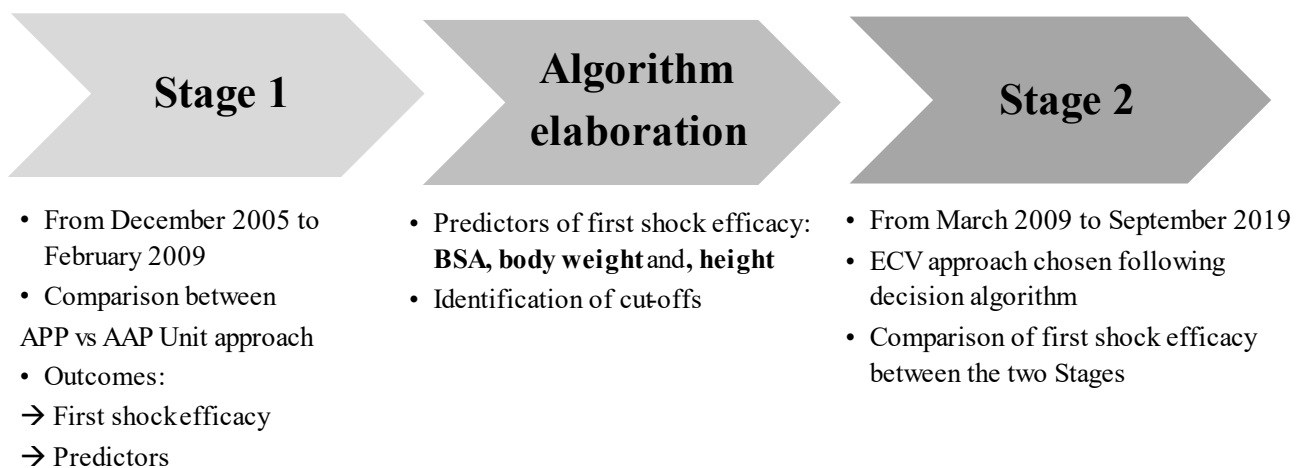 Stage 1
• From December 2005 to
February 2009
• Comparison between
APP vs AAP Unit approach
• Outcomes:
→ First shockefficacy
→ Predictors
Algorithm
elaboration
• Predictors of first shock efficacy:
BSA, body weight and, height
• Identification of cut-offs
Stage 2
• From March 2009 to September 2019
• ECV approach chosen following
decision algorithm
• Comparison of first shock efficacy
between the two Stages